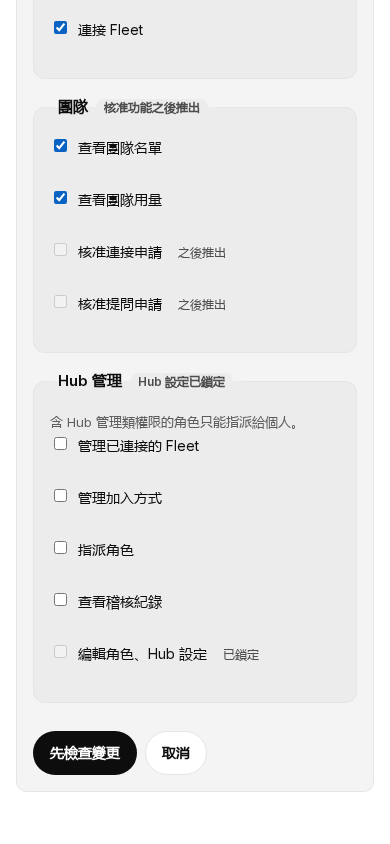 連接 Fleet
團隊 核准功能之後推出
查看團隊名單
查看團隊用量
核准連接申請 之後推出
核准提問申請 之後推出
Hub 管理 Hub 設定已鎖定
含 Hub 管理類權限的角色只能指派給個人。
管理已連接的 Fleet
管理加入方式
指派角色
查看稽核紀錄
編輯角色、Hub 設定 已鎖定
先檢查變更 取消